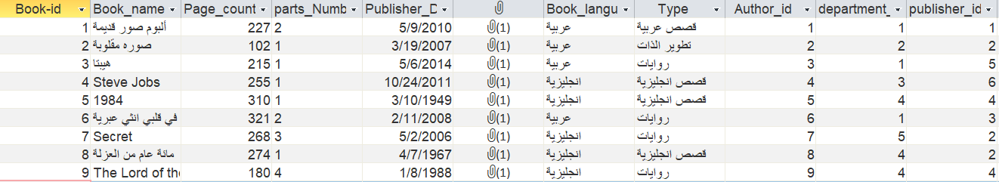 Book-id Book_name Page_count parts_Numb Publisher_D Book_langu Type Author_id department_ publisher_id
1 ألبوم صور قديمة 227 2 5/9/2010 (1) عربية قصص عربية 1 1 1
2 صوره مقلوبة 102 1 3/19/2007 (1) عربية تطوير الذات 2 2 2
3 هيبتا 215 1 5/6/2014 (1) عربية روايات 3 1 5
4 Steve Jobs 255 1 10/24/2011 (1) انجليزية قصص انجليزية 4 3 6
5 1984 310 1 3/10/1949 (1) انجليزية قصص انجليزية 5 4 4
6 في قلبي انثي عبرية 321 2 2/11/2008 (1) عربية روايات 6 1 3
7 Secret 268 3 5/2/2006 (1) انجليزية روايات 7 5 2
8 مائة عام من العزلة 274 1 4/7/1967 (1) انجليزية قصص انجليزية 8 4 2
9 The Lord of the 180 4 1/8/1988 (1) انجليزية روايات 9 4 4